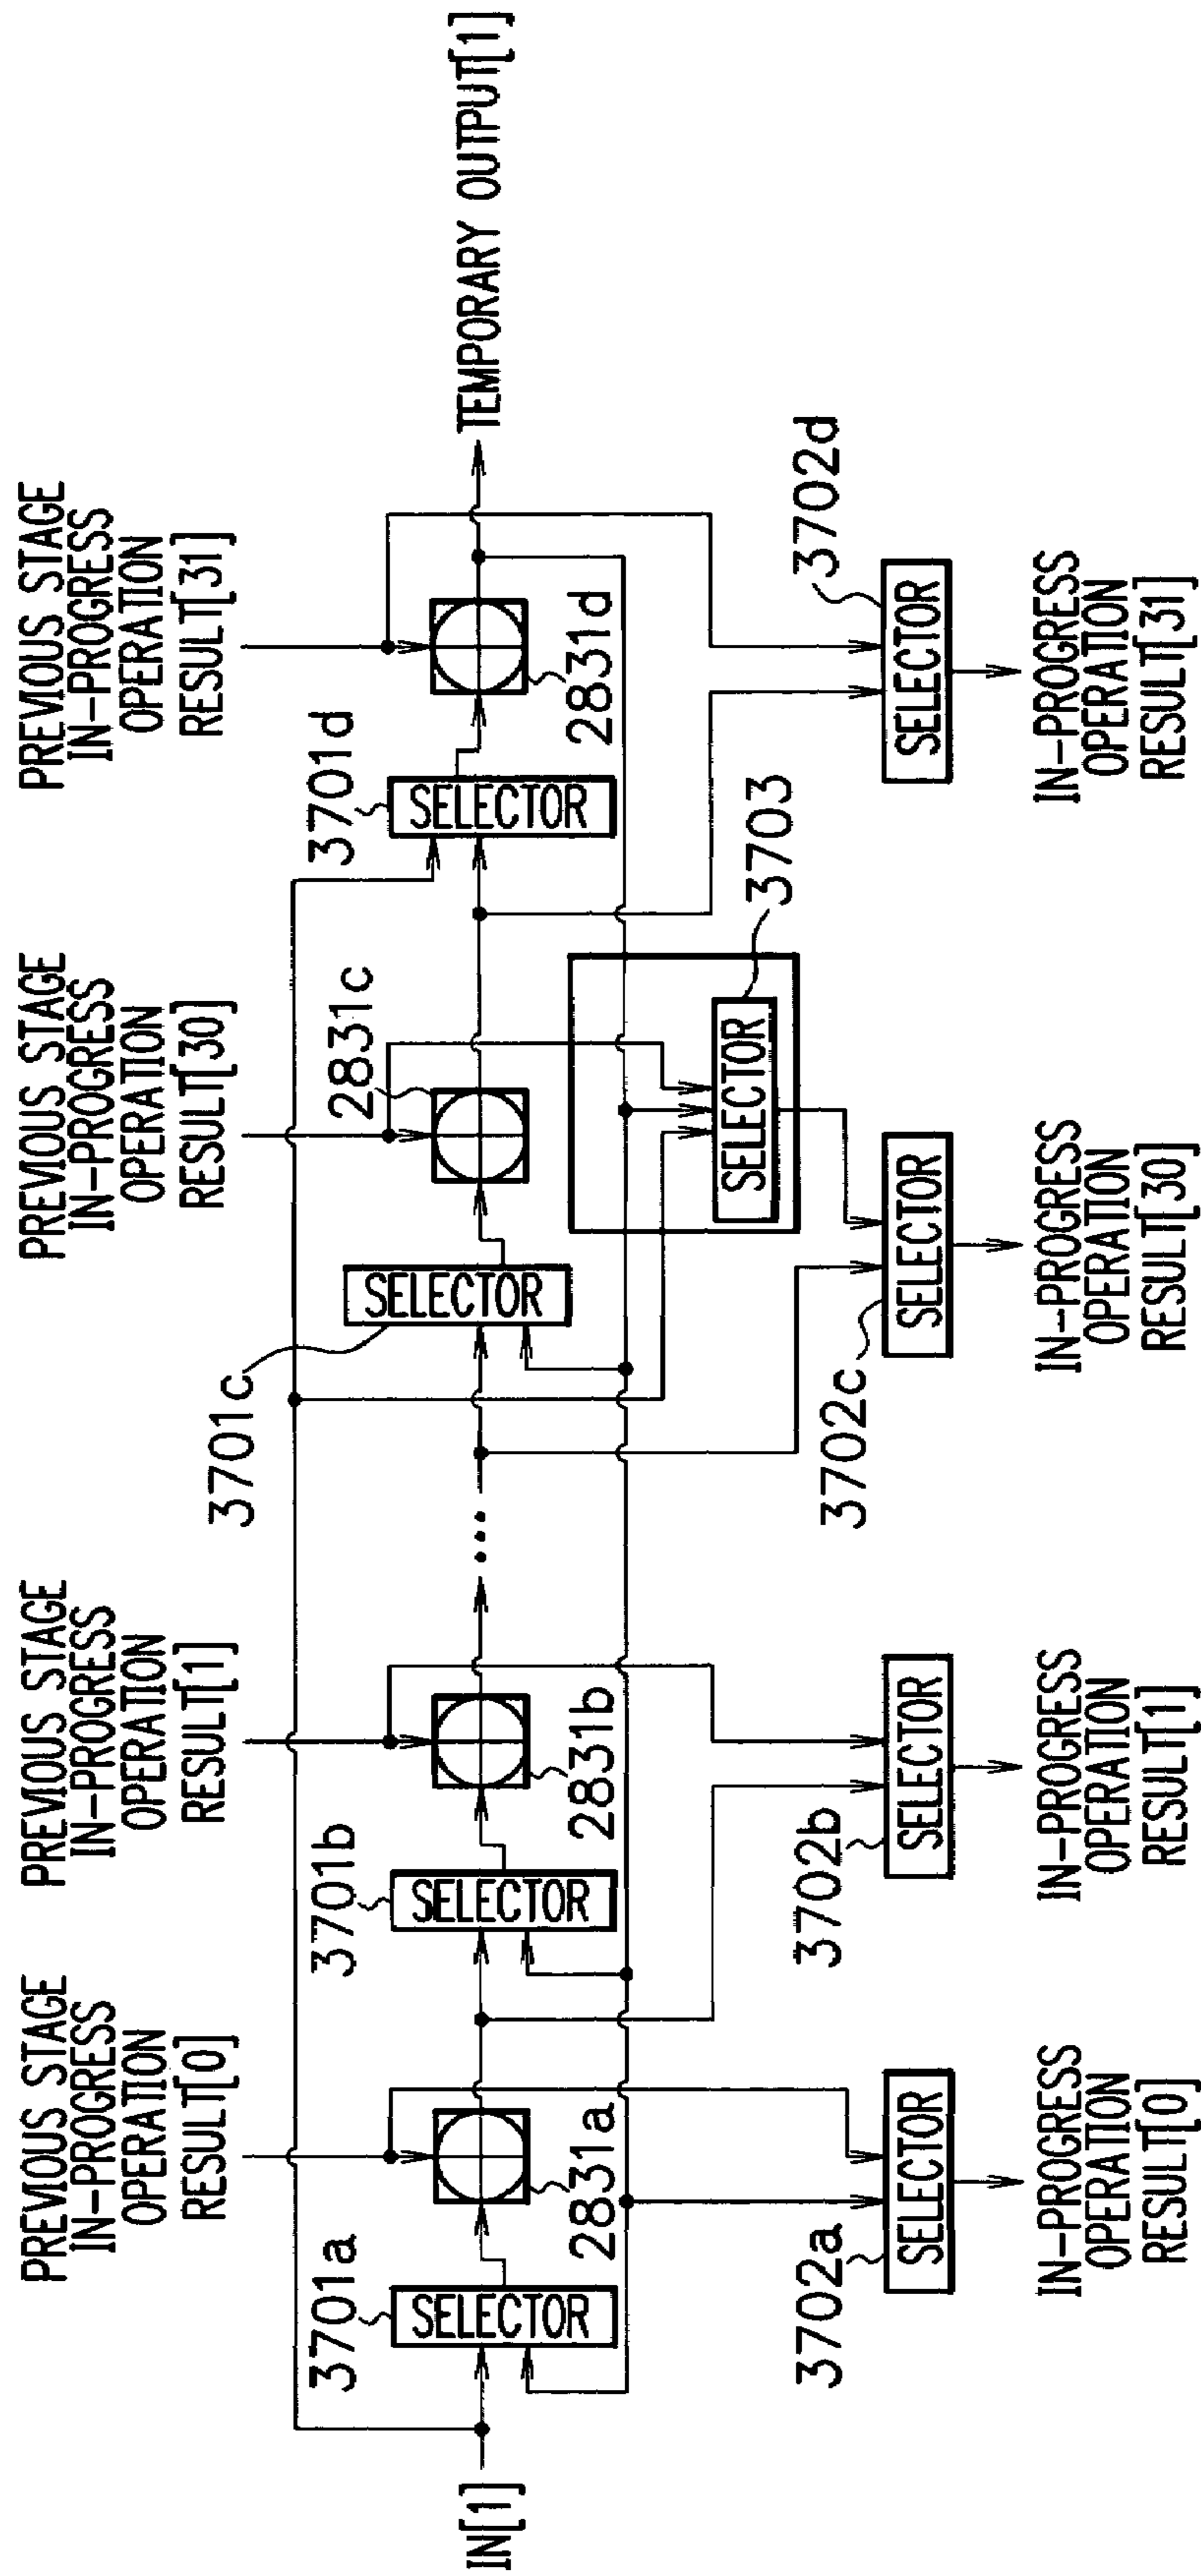 PREVIOUS STAGE
IN-PROGRESS
OPERATION
RESULT[0]
PREVIOUS STAGE
IN-PROGRESS
OPERATION
RESULT[1]
PREVIOUS STAGE
IN-PROGRESS
OPERATION
RESULT[30]
PREVIOUS STAGE
IN-PROGRESS
OPERATION
RESULT[31]
3701a
3701b
3701c
3701d
IN[1]
SELECTOR
2831a
SELECTOR
2831b
...
SELECTOR
2831c
SELECTOR
2831d
TEMPORARY OUTPUT[1]
SELECTOR
3703
3702a
SELECTOR
3702b
SELECTOR
3702c
SELECTOR
SELECTOR
3702d
IN-PROGRESS
OPERATION
RESULT[0]
IN-PROGRESS
OPERATION
RESULT[1]
IN-PROGRESS
OPERATION
RESULT[30]
IN-PROGRESS
OPERATION
RESULT[31]